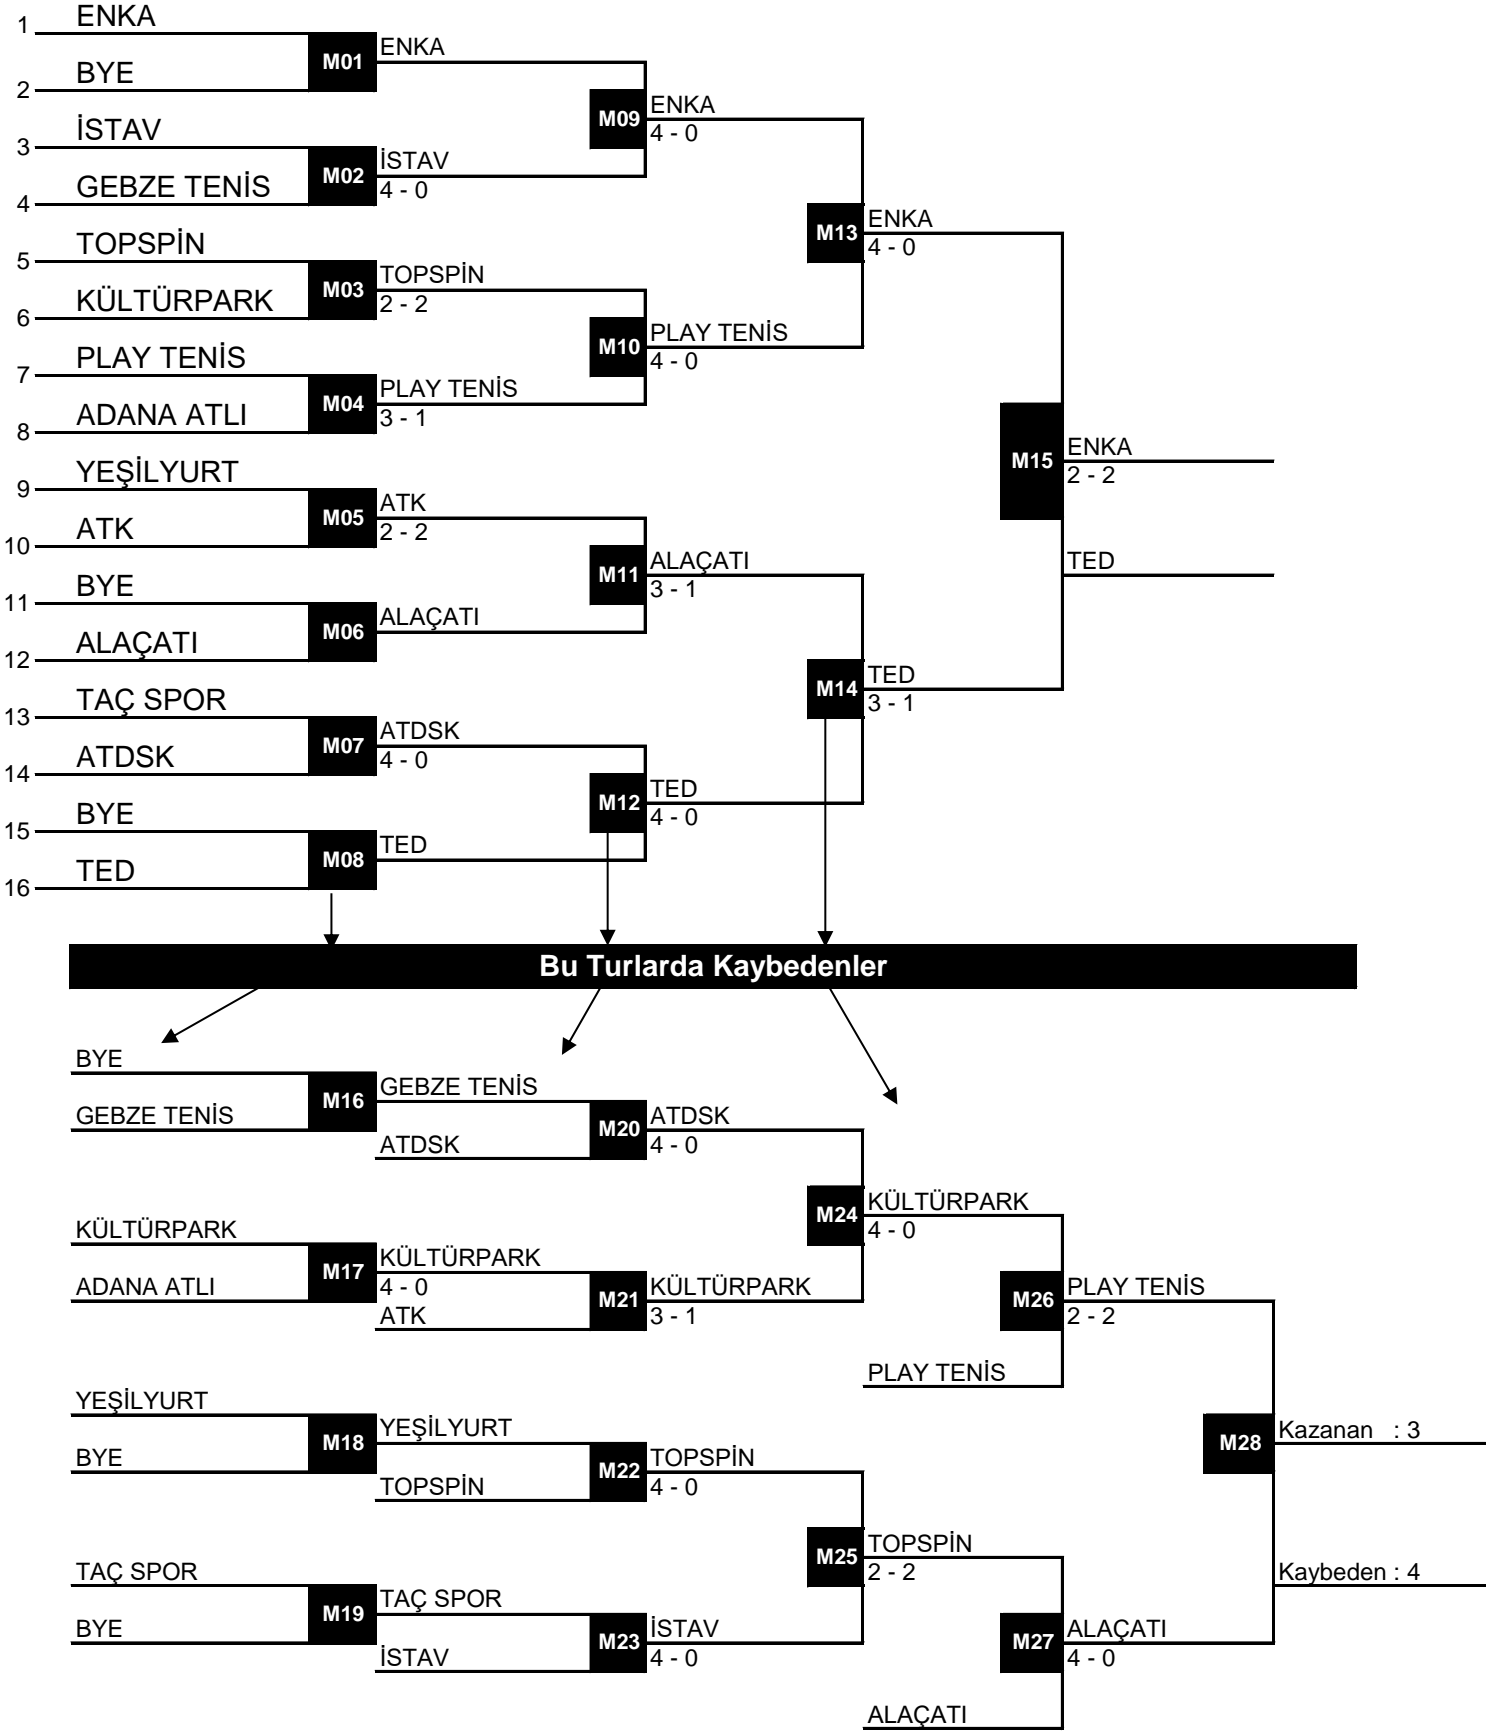 1 ENKA
M01
ENKA
2 BYE
M09
ENKA
4 - 0
3 İSTAV
M02
İSTAV
4 - 0
4 GEBZE TENİS
M13
ENKA
4 - 0
5 TOPSPİN
M03
TOPSPİN
2 - 2
6 KÜLTÜRPARK
M10
PLAY TENİS
4 - 0
7 PLAY TENİS
M04
PLAY TENİS
3 - 1
8 ADANA ATLI
M15
ENKA
2 - 2
9 YEŞİLYURT
M05
ATK
2 - 2
10 ATK
M11
ALAÇATI
3 - 1
TED
11 BYE
M06
ALAÇATI
12 ALAÇATI
M14
TED
3 - 1
13 TAÇ SPOR
M07
ATDSK
4 - 0
14 ATDSK
M12
TED
4 - 0
15 BYE
M08
TED
16 TED
Bu Turlarda Kaybedenler
BYE
M16
GEBZE TENİS
GEBZE TENİS
M20
ATDSK
4 - 0
ATDSK
M24
KÜLTÜRPARK
4 - 0
KÜLTÜRPARK
M17
KÜLTÜRPARK
4 - 0
ADANA ATLI
M21
KÜLTÜRPARK
3 - 1
ATK
M26
PLAY TENİS
2 - 2
PLAY TENİS
YEŞİLYURT
M18
YEŞİLYURT
BYE
M22
TOPSPİN
4 - 0
TOPSPİN
M28
Kazanan : 3
M25
TOPSPİN
2 - 2
TAÇ SPOR
M19
TAÇ SPOR
Kaybeden : 4
BYE
M23
İSTAV
4 - 0
İSTAV
M27
ALAÇATI
4 - 0
ALAÇATI